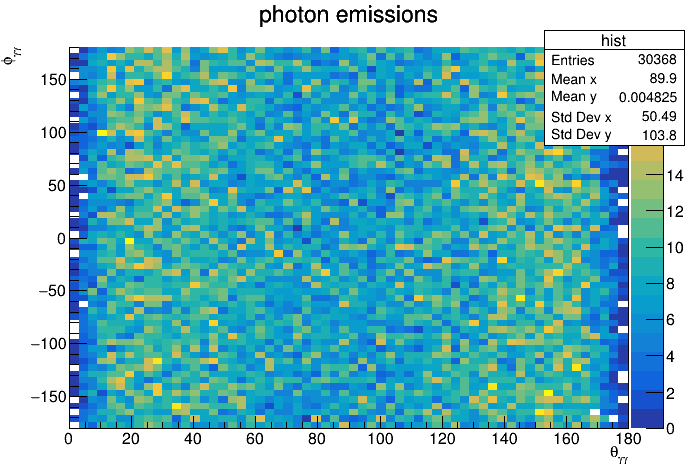 photon emissions
hist
Entries 30368
Mean x 89.9
Mean y 0.004825
Std Dev x 50.49
Std Dev y 103.8
ϕγγ
150
100
50
0
−50
−100
−150
0 20 40 60 80 100 120 140 160 180
θγγ
14
12
10
8
6
4
2
0